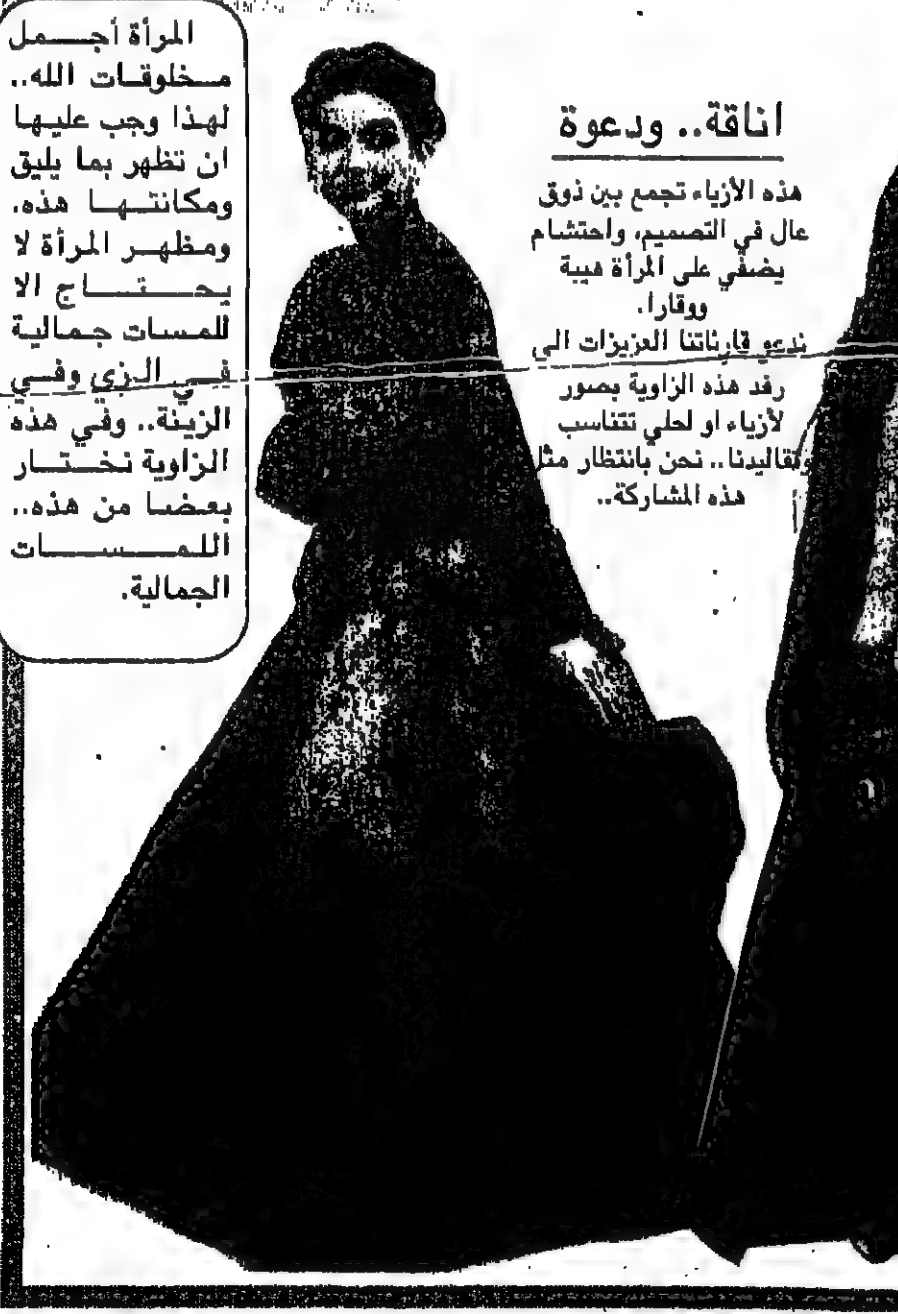 المرأة أجمل
مخلوقات الله..
لهذا وجب عليها
ان تظهر بما يليق
ومكانتها هذه.
ومظهر المرأة لا
يحتاج الا
للمسات جمالية
في الزي وفي
الزينة.. وفي هذه
الزاوية نختار
بعضا من هذه..
اللمسات
الجمالية.
اناقة.. ودعوة
هذه الأزياء تجمع بين ذوق
عال في التصميم، واحتشام
يضفي على المرأة هيبة
ووقارا.
ندعو قارئاتنا العزيزات الى
رفد هذه الزاوية بصور
لأزياء او لحلي تتناسب
وتقاليدنا.. نحن بانتظار مثل
هذه المشاركة..